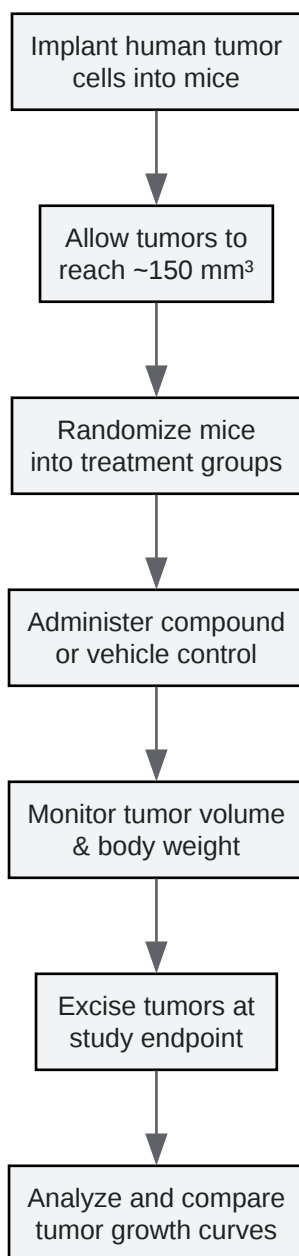 Implant human tumor
cells into mice
Allow tumors to
reach ~150 mm³
Randomize mice
into treatment groups
Administer compound
or vehicle control
Monitor tumor volume
& body weight
Excise tumors at
study endpoint
Analyze and compare
tumor growth curves